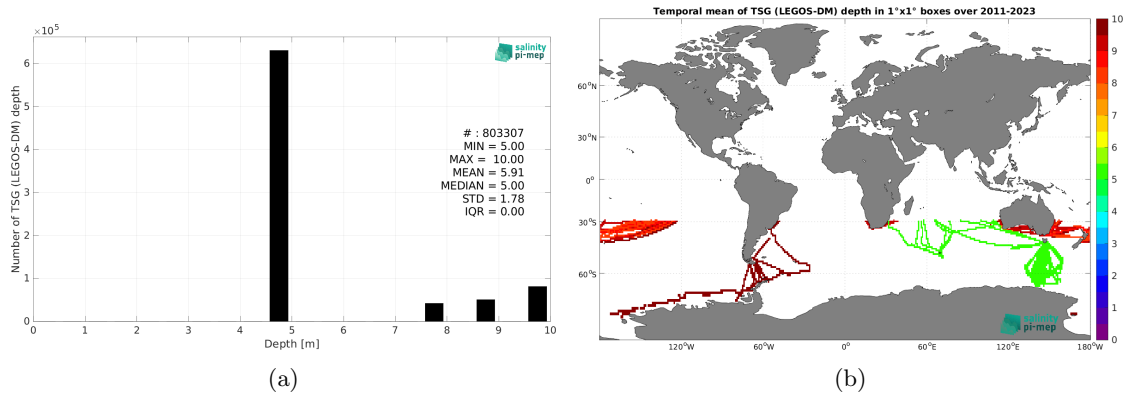 ×10⁵
6
5
4
3
2
1
0
Number of TSG (LEGOS-DM) depth
0 1 2 3 4 5 6 7 8 9 10
Depth [m]
salinity
pi-mep
# : 803307
MIN = 5.00
MAX = 10.00
MEAN = 5.91
MEDIAN = 5.00
STD = 1.78
IQR = 0.00
(a)
Temporal mean of TSG (LEGOS-DM) depth in 1°x1° boxes over 2011-2023
60°N
30°N
0°
30°S
60°S
120°W 60°W 0° 60°E 120°E 180°W
salinity
pi-mep
10
9
8
7
6
5
4
3
2
1
0
(b)